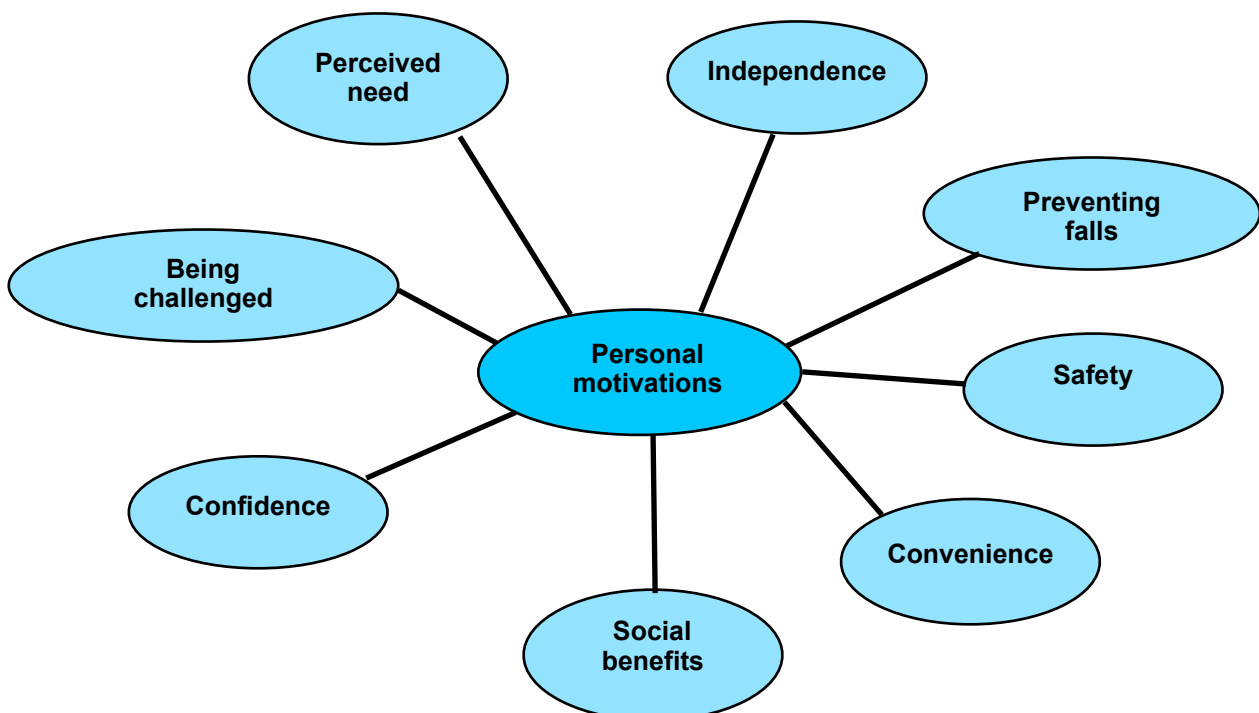 Perceived
need
Independence
Preventing
falls
Being
challenged
Personal
motivations
Safety
Confidence
Convenience
Social
benefits